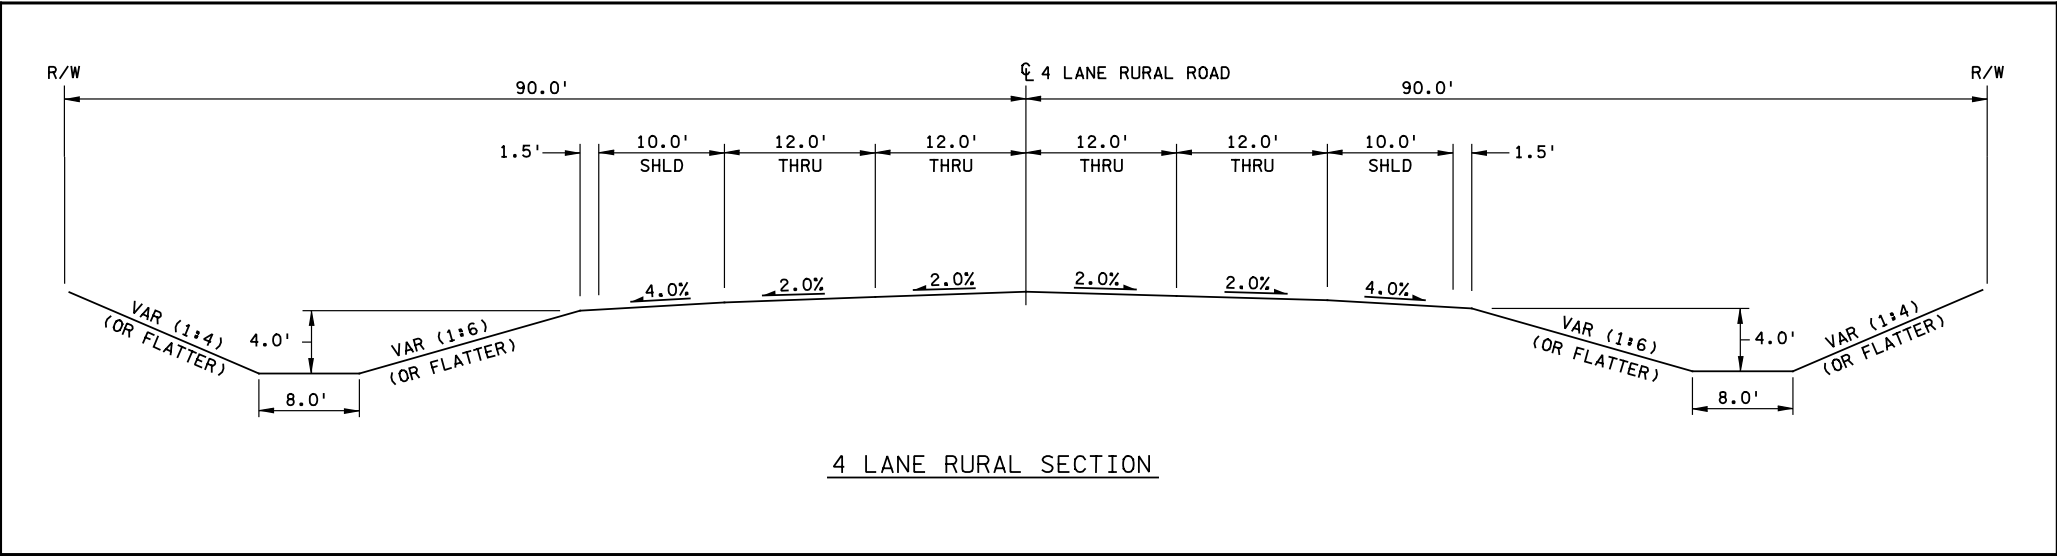 R/W
℄ 4 LANE RURAL ROAD
R/W
90.0'
90.0'
1.5'
10.0'
SHLD
12.0'
THRU
12.0'
THRU
12.0'
THRU
12.0'
THRU
10.0'
SHLD
1.5'
4.0%
2.0%
2.0%
2.0%
2.0%
4.0%
VAR (1:4)
(OR FLATTER)
4.0'
VAR (1:6)
(OR FLATTER)
VAR (1:6)
(OR FLATTER)
4.0'
VAR (1:4)
(OR FLATTER)
8.0'
8.0'
4 LANE RURAL SECTION